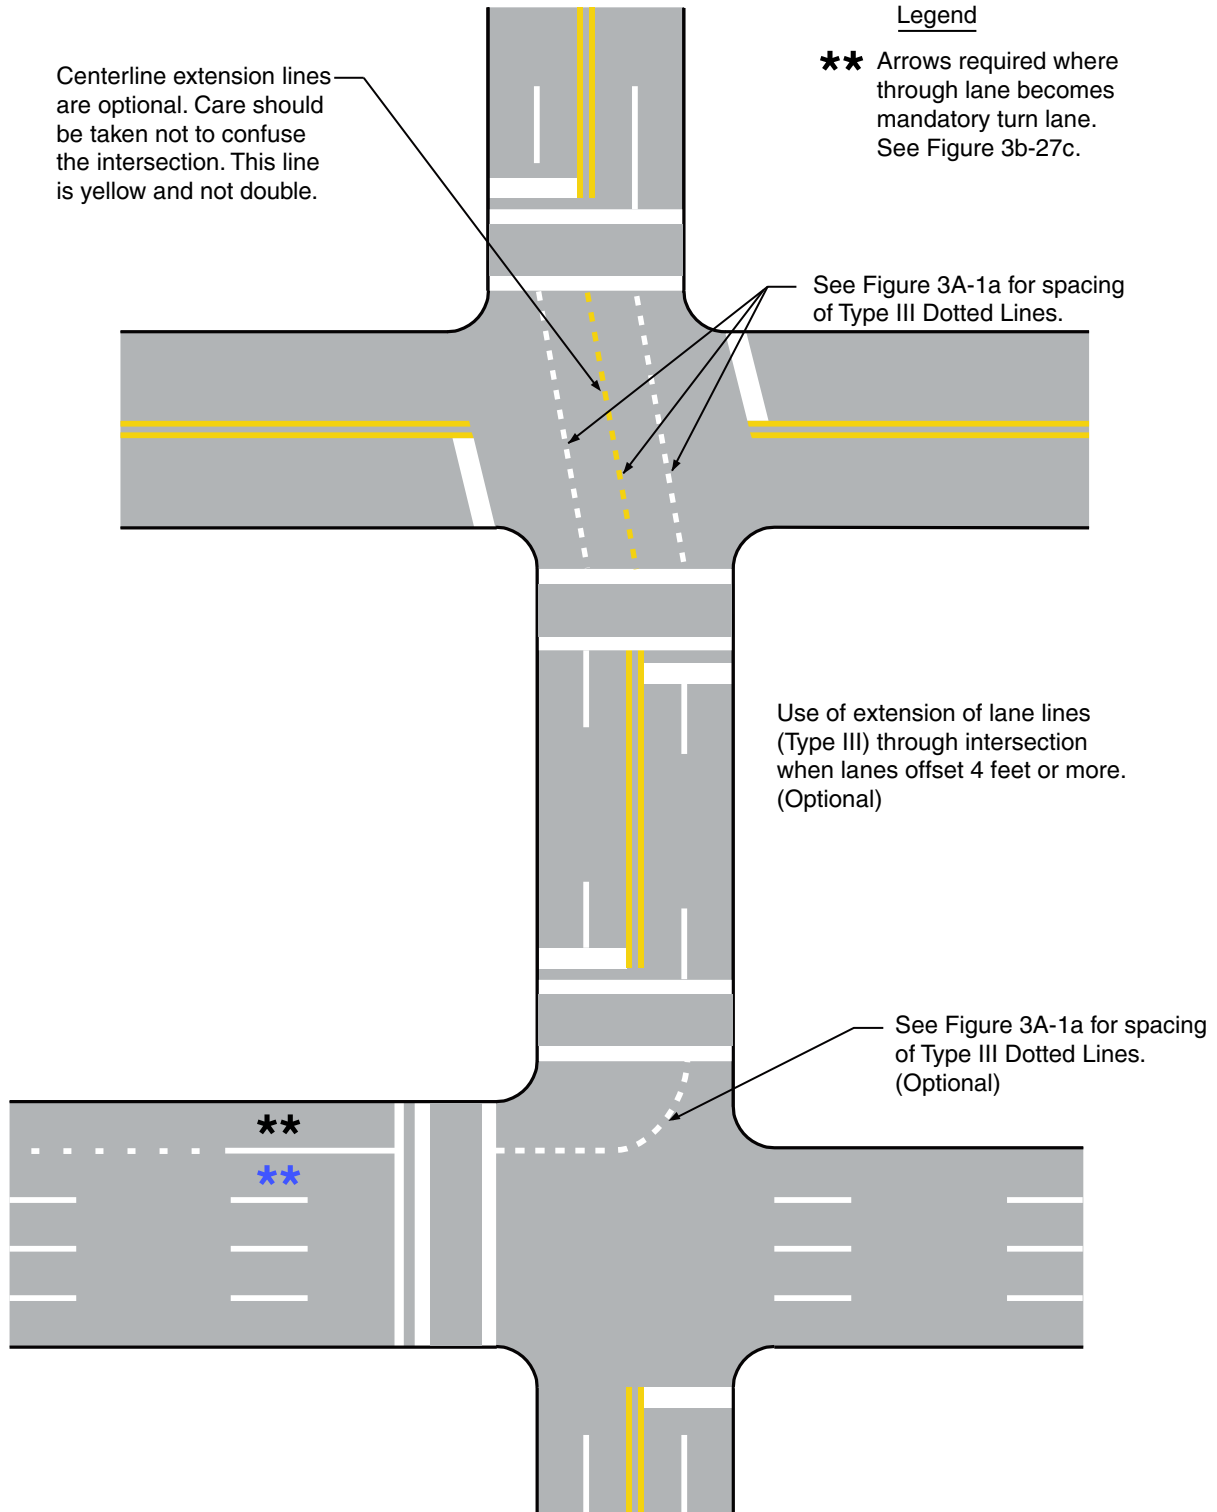 Legend
** Arrows required where
through lane becomes
mandatory turn lane.
See Figure 3b-27c.
Centerline extension lines
are optional. Care should
be taken not to confuse
the intersection. This line
is yellow and not double.
See Figure 3A-1a for spacing
of Type III Dotted Lines.
Use of extension of lane lines
(Type III) through intersection
when lanes offset 4 feet or more.
(Optional)
See Figure 3A-1a for spacing
of Type III Dotted Lines.
(Optional)
**
**